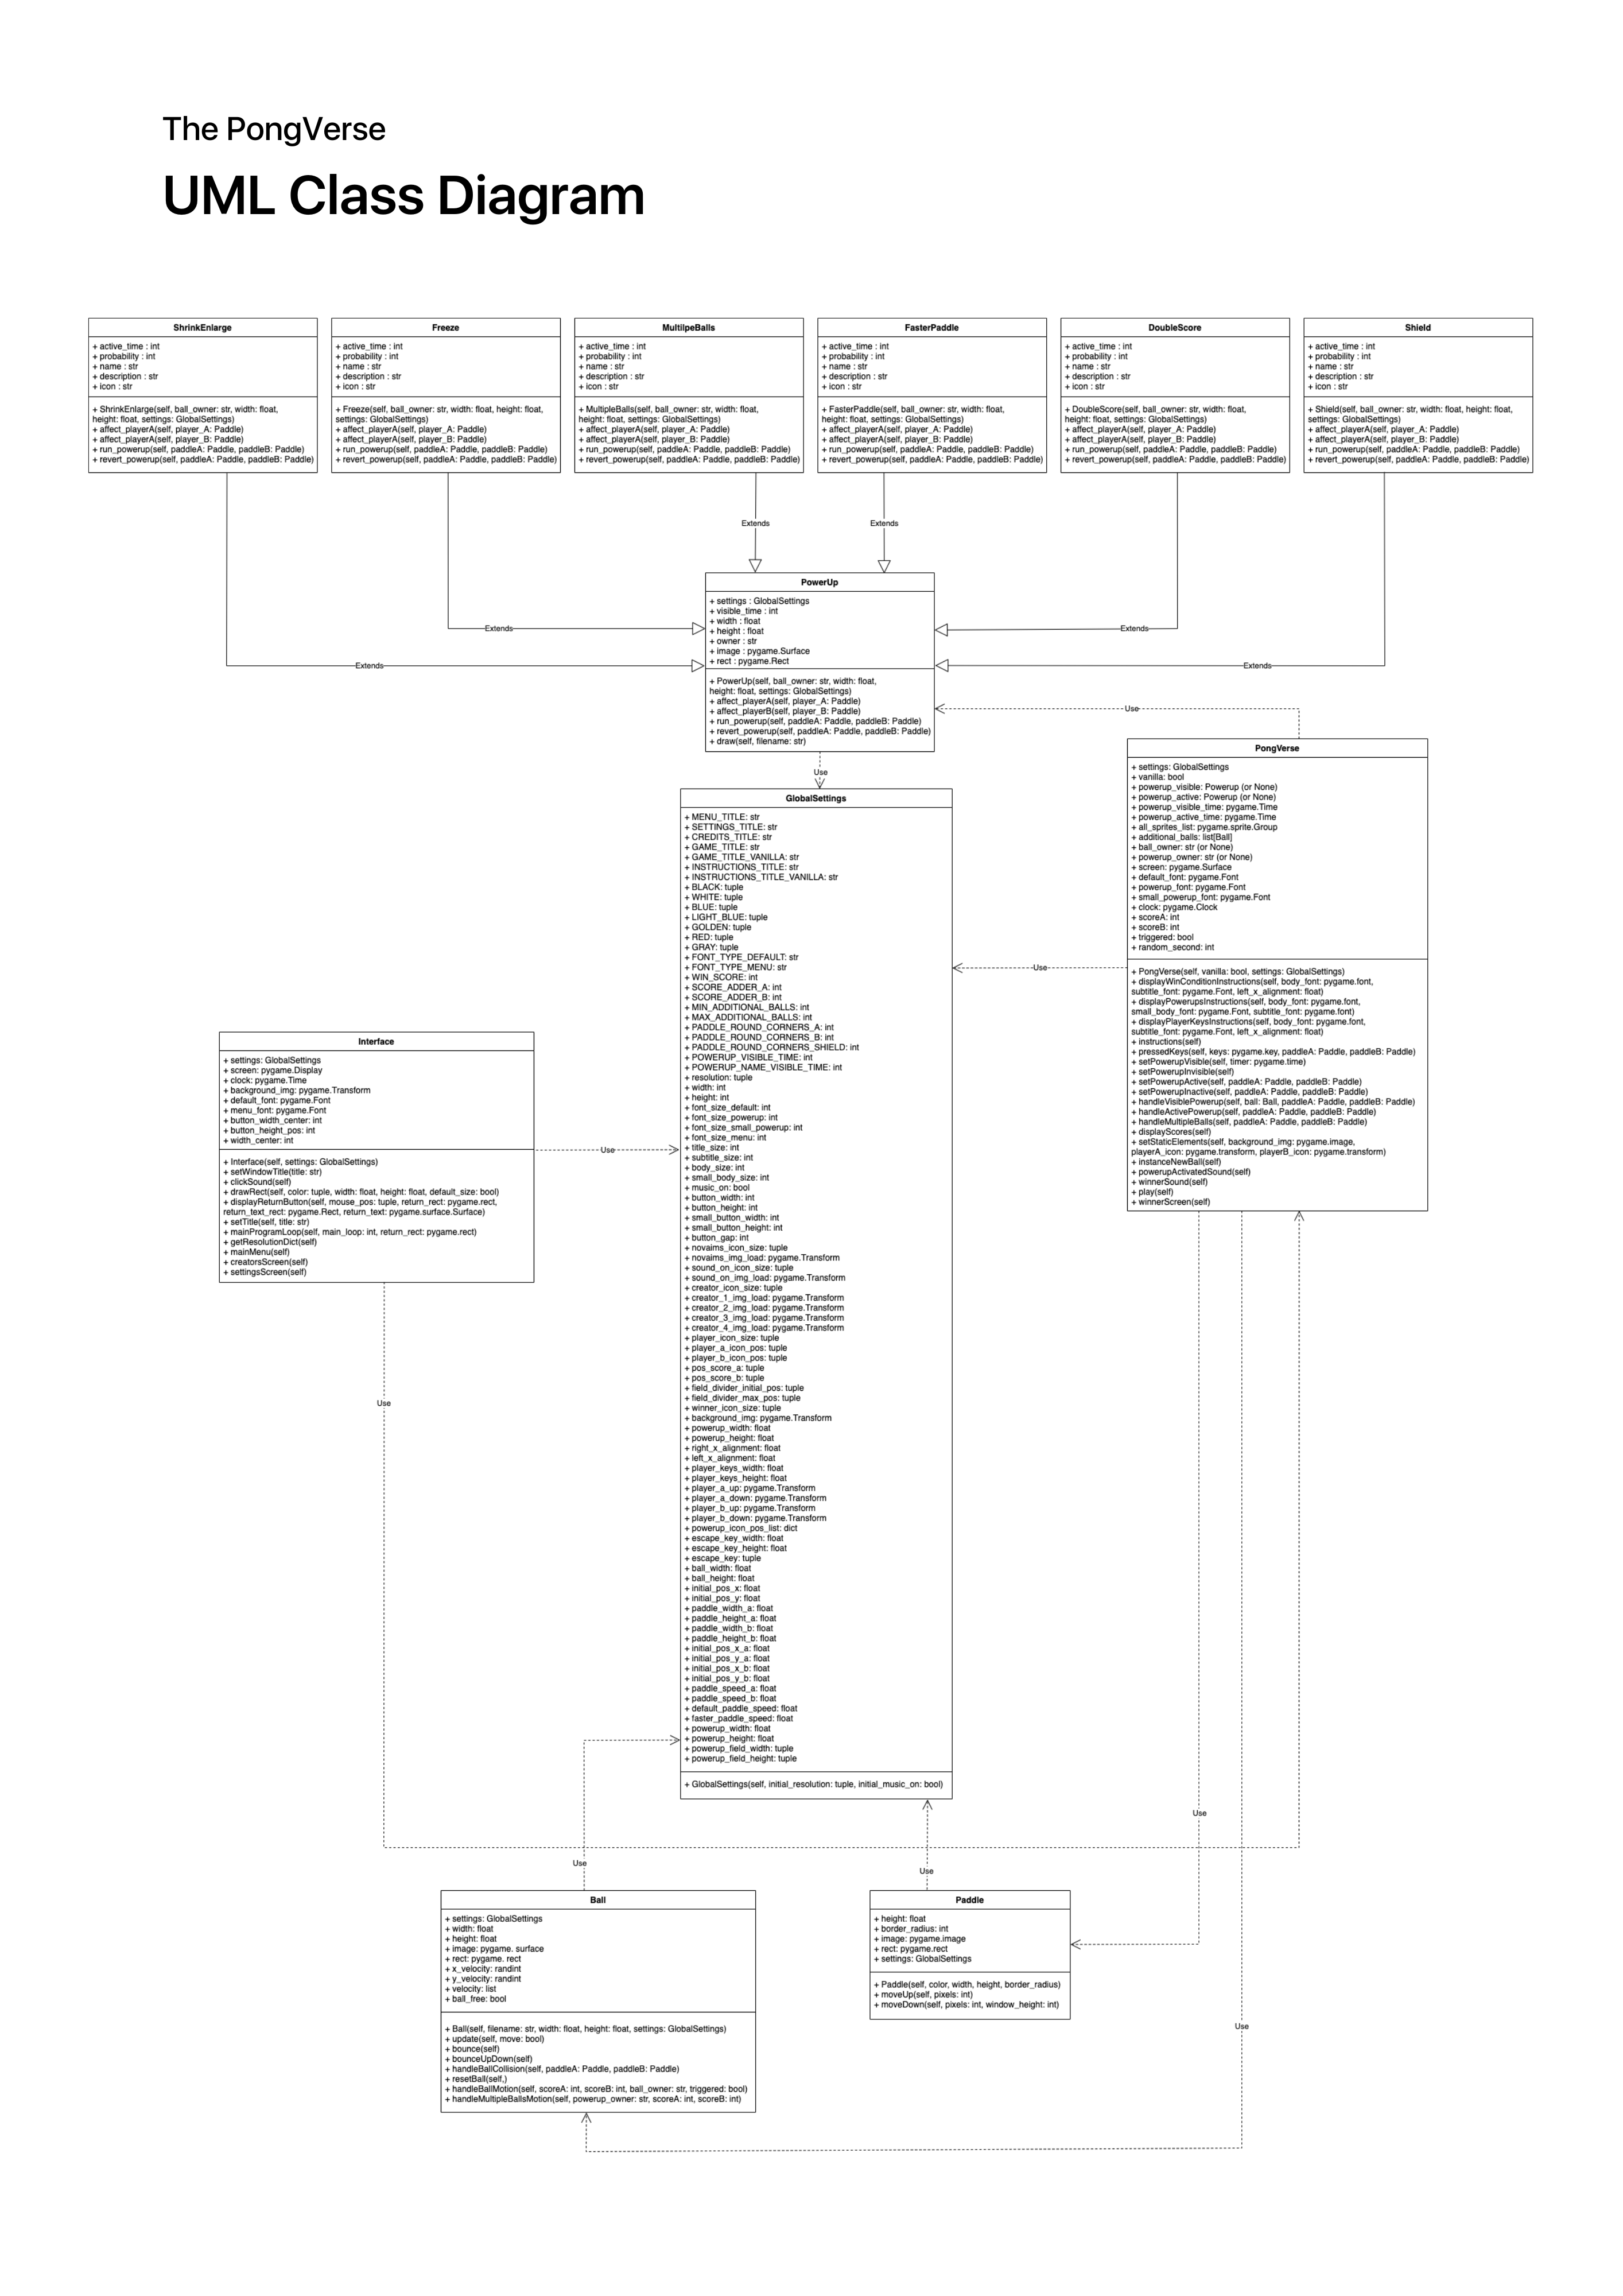 The PongVerse
UML Class Diagram
ShrinkEnlarge
+ active_time : int
+ probability : int
+ name : str
+ description : str
+ icon : str
+ ShrinkEnlarge(self, ball_owner: str, width: float,
height: float, settings: GlobalSettings)
+ affect_playerA(self, player_A: Paddle)
+ affect_playerA(self, player_B: Paddle)
+ run_powerup(self, paddleA: Paddle, paddleB: Paddle)
+ revert_powerup(self, paddleA: Paddle, paddleB: Paddle)
Freeze
+ active_time : int
+ probability : int
+ name : str
+ description : str
+ icon : str
+ Freeze(self, ball_owner: str, width: float, height: float,
settings: GlobalSettings)
+ affect_playerA(self, player_A: Paddle)
+ affect_playerA(self, player_B: Paddle)
+ run_powerup(self, paddleA: Paddle, paddleB: Paddle)
+ revert_powerup(self, paddleA: Paddle, paddleB: Paddle)
MultilpeBalls
+ active_time : int
+ probability : int
+ name : str
+ description : str
+ icon : str
+ MultipleBalls(self, ball_owner: str, width: float,
height: float, settings: GlobalSettings)
+ affect_playerA(self, player_A: Paddle)
+ affect_playerA(self, player_B: Paddle)
+ run_powerup(self, paddleA: Paddle, paddleB: Paddle)
+ revert_powerup(self, paddleA: Paddle, paddleB: Paddle)
FasterPaddle
+ active_time : int
+ probability : int
+ name : str
+ description : str
+ icon : str
+ FasterPaddle(self, ball_owner: str, width: float,
height: float, settings: GlobalSettings)
+ affect_playerA(self, player_A: Paddle)
+ affect_playerA(self, player_B: Paddle)
+ run_powerup(self, paddleA: Paddle, paddleB: Paddle)
+ revert_powerup(self, paddleA: Paddle, paddleB: Paddle)
DoubleScore
+ active_time : int
+ probability : int
+ name : str
+ description : str
+ icon : str
+ DoubleScore(self, ball_owner: str, width: float,
height: float, settings: GlobalSettings)
+ affect_playerA(self, player_A: Paddle)
+ affect_playerA(self, player_B: Paddle)
+ run_powerup(self, paddleA: Paddle, paddleB: Paddle)
+ revert_powerup(self, paddleA: Paddle, paddleB: Paddle)
Shield
+ active_time : int
+ probability : int
+ name : str
+ description : str
+ icon : str
+ Shield(self, ball_owner: str, width: float, height: float,
settings: GlobalSettings)
+ affect_playerA(self, player_A: Paddle)
+ affect_playerA(self, player_B: Paddle)
+ run_powerup(self, paddleA: Paddle, paddleB: Paddle)
+ revert_powerup(self, paddleA: Paddle, paddleB: Paddle)
Extends
Extends
Extends
Extends
Extends
Extends
PowerUp
+ settings : GlobalSettings
+ visible_time : int
+ width : float
+ height : float
+ owner : str
+ image : pygame.Surface
+ rect : pygame.Rect
+ PowerUp(self, ball_owner: str, width: float,
height: float, settings: GlobalSettings)
+ affect_playerA(self, player_A: Paddle)
+ affect_playerB(self, player_B: Paddle)
+ run_powerup(self, paddleA: Paddle, paddleB: Paddle)
+ revert_powerup(self, paddleA: Paddle, paddleB: Paddle)
+ draw(self, filename: str)
Use
Use
PongVerse
+ settings: GlobalSettings
+ vanilla: bool
+ powerup_visible: Powerup (or None)
+ powerup_active: Powerup (or None)
+ powerup_visible_time: pygame.Time
+ powerup_active_time: pygame.Time
+ all_sprites_list: pygame.sprite.Group
+ additional_balls: list[Ball]
+ ball_owner: str (or None)
+ powerup_owner: str (or None)
+ screen: pygame.Surface
+ default_font: pygame.Font
+ powerup_font: pygame.Font
+ small_powerup_font: pygame.Font
+ clock: pygame.Clock
+ scoreA: int
+ scoreB: int
+ triggered: bool
+ random_second: int
+ PongVerse(self, vanilla: bool, settings: GlobalSettings)
+ displayWinConditionInstructions(self, body_font: pygame.font,
subtitle_font: pygame.Font, left_x_alignment: float)
+ displayPowerupsInstructions(self, body_font: pygame.font,
small_body_font: pygame.Font, subtitle_font: pygame.font)
+ displayPlayerKeysInstructions(self, body_font: pygame.font,
subtitle_font: pygame.Font, left_x_alignment: float)
+ instructions(self)
+ pressedKeys(self, keys: pygame.key, paddleA: Paddle, paddleB: Paddle)
+ setPowerupVisible(self, timer: pygame.time)
+ setPowerupInvisible(self)
+ setPowerupActive(self, paddleA: Paddle, paddleB: Paddle)
+ setPowerupInactive(self, paddleA: Paddle, paddleB: Paddle)
+ handleVisiblePowerup(self, ball: Ball, paddleA: Paddle, paddleB: Paddle)
+ handleActivePowerup(self, paddleA: Paddle, paddleB: Paddle)
+ handleMultipleBalls(self, paddleA: Paddle, paddleB: Paddle)
+ displayScores(self)
+ setStaticElements(self, background_img: pygame.image,
playerA_icon: pygame.transform, playerB_icon: pygame.transform)
+ instanceNewBall(self)
+ powerupActivatedSound(self)
+ winnerSound(self)
+ play(self)
+ winnerScreen(self)
GlobalSettings
+ MENU_TITLE: str
+ SETTINGS_TITLE: str
+ CREDITS_TITLE: str
+ GAME_TITLE: str
+ GAME_TITLE_VANILLA: str
+ INSTRUCTIONS_TITLE: str
+ INSTRUCTIONS_TITLE_VANILLA: str
+ BLACK: tuple
+ WHITE: tuple
+ BLUE: tuple
+ LIGHT_BLUE: tuple
+ GOLDEN: tuple
+ RED: tuple
+ GRAY: tuple
+ FONT_TYPE_DEFAULT: str
+ FONT_TYPE_MENU: str
+ WIN_SCORE: int
+ SCORE_ADDER_A: int
+ SCORE_ADDER_B: int
+ MIN_ADDITIONAL_BALLS: int
+ MAX_ADDITIONAL_BALLS: int
+ PADDLE_ROUND_CORNERS_A: int
+ PADDLE_ROUND_CORNERS_B: int
+ PADDLE_ROUND_CORNERS_SHIELD: int
+ POWERUP_VISIBLE_TIME: int
+ POWERUP_NAME_VISIBLE_TIME: int
+ resolution: tuple
+ width: int
+ height: int
+ font_size_default: int
+ font_size_powerup: int
+ font_size_small_powerup: int
+ font_size_menu: int
+ title_size: int
+ subtitle_size: int
+ body_size: int
+ small_body_size: int
+ music_on: bool
+ button_width: int
+ button_height: int
+ small_button_width: int
+ small_button_height: int
+ button_gap: int
+ novaims_icon_size: tuple
+ novaims_img_load: pygame.Transform
+ sound_on_icon_size: tuple
+ sound_on_img_load: pygame.Transform
+ creator_icon_size: tuple
+ creator_1_img_load: pygame.Transform
+ creator_2_img_load: pygame.Transform
+ creator_3_img_load: pygame.Transform
+ creator_4_img_load: pygame.Transform
+ player_icon_size: tuple
+ player_a_icon_pos: tuple
+ player_b_icon_pos: tuple
+ pos_score_a: tuple
+ pos_score_b: tuple
+ field_divider_initial_pos: tuple
+ field_divider_max_pos: tuple
+ winner_icon_size: tuple
+ background_img: pygame.Transform
+ powerup_width: float
+ powerup_height: float
+ right_x_alignment: float
+ left_x_alignment: float
+ player_keys_width: float
+ player_keys_height: float
+ player_a_up: pygame.Transform
+ player_a_down: pygame.Transform
+ player_b_up: pygame.Transform
+ player_b_down: pygame.Transform
+ powerup_icon_pos_list: dict
+ escape_key_width: float
+ escape_key_height: float
+ escape_key: tuple
+ ball_width: float
+ ball_height: float
+ initial_pos_x: float
+ initial_pos_y: float
+ paddle_width_a: float
+ paddle_height_a: float
+ paddle_width_b: float
+ paddle_height_b: float
+ initial_pos_x_a: float
+ initial_pos_y_a: float
+ initial_pos_x_b: float
+ initial_pos_y_b: float
+ paddle_speed_a: float
+ paddle_speed_b: float
+ default_paddle_speed: float
+ faster_paddle_speed: float
+ powerup_width: float
+ powerup_height: float
+ powerup_field_width: tuple
+ powerup_field_height: tuple
+ GlobalSettings(self, initial_resolution: tuple, initial_music_on: bool)
Use
Interface
+ settings: GlobalSettings
+ screen: pygame.Display
+ clock: pygame.Time
+ background_img: pygame.Transform
+ default_font: pygame.Font
+ menu_font: pygame.Font
+ button_width_center: int
+ button_height_pos: int
+ width_center: int
+ Interface(self, settings: GlobalSettings)
+ setWindowTitle(title: str)
+ clickSound(self)
+ drawRect(self, color: tuple, width: float, height: float, default_size: bool)
+ displayReturnButton(self, mouse_pos: tuple, return_rect: pygame.rect,
return_text_rect: pygame.Rect, return_text: pygame.surface.Surface)
+ setTitle(self, title: str)
+ mainProgramLoop(self, main_loop: int, return_rect: pygame.rect)
+ getResolutionDict(self)
+ mainMenu(self)
+ creatorsScreen(self)
+ settingsScreen(self)
Use
Use
Use
Use
Use
Use
Ball
+ settings: GlobalSettings
+ width: float
+ height: float
+ image: pygame. surface
+ rect: pygame. rect
+ x_velocity: randint
+ y_velocity: randint
+ velocity: list
+ ball_free: bool
+ Ball(self, filename: str, width: float, height: float, settings: GlobalSettings)
+ update(self, move: bool)
+ bounce(self)
+ bounceUpDown(self)
+ handleBallCollision(self, paddleA: Paddle, paddleB: Paddle)
+ resetBall(self,)
+ handleBallMotion(self, scoreA: int, scoreB: int, ball_owner: str, triggered: bool)
+ handleMultipleBallsMotion(self, powerup_owner: str, scoreA: int, scoreB: int)
Paddle
+ height: float
+ border_radius: int
+ image: pygame.image
+ rect: pygame.rect
+ settings: GlobalSettings
+ Paddle(self, color, width, height, border_radius)
+ moveUp(self, pixels: int)
+ moveDown(self, pixels: int, window_height: int)